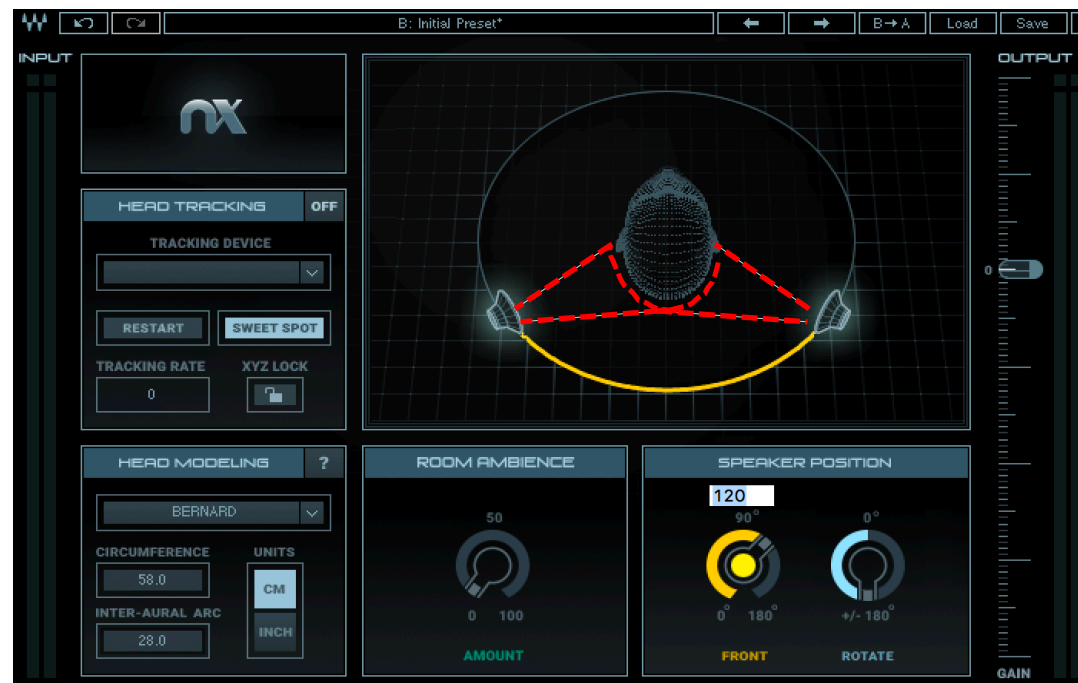 B: Initial Preset*
B→A
Load
Save
INPUT
OUTPUT
nx
HEAD TRACKING
OFF
TRACKING DEVICE
RESTART
SWEET SPOT
TRACKING RATE
XYZ LOCK
0
0
HEAD MODELING
?
BERNARD
CIRCUMFERENCE
UNITS
58.0
CM
INTER-AURAL ARC
28.0
INCH
ROOM AMBIENCE
50
0
100
AMOUNT
SPEAKER POSITION
120
90°
0°
0°
180°
+/- 180°
FRONT
ROTATE
GAIN